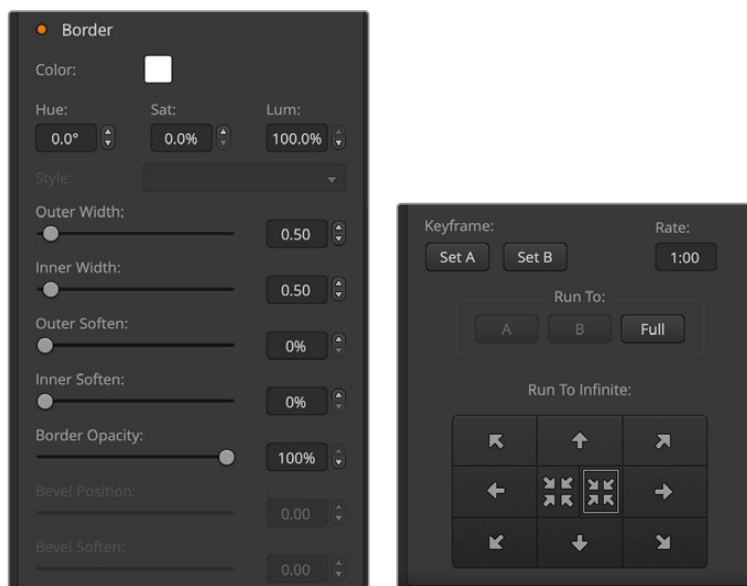 Border
Color:
Hue: Sat: Lum:
0.0° 0.0% 100.0%
Style:
Outer Width:
0.50
Inner Width:
0.50
Outer Soften:
0%
Inner Soften:
0%
Border Opacity:
100%
Bevel Position:
0.00
Bevel Soften:
0.00
Keyframe: Rate:
Set A Set B 1:00
Run To:
A B Full
Run To Infinite: